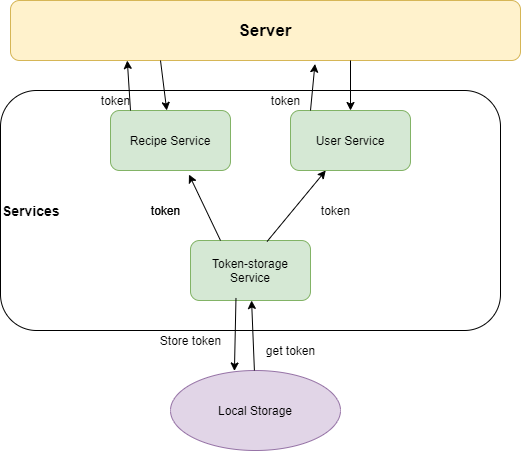 Server
token
token
Recipe Service
User Service
Services
token
token
Token-storage
Service
Store token
get token
Local Storage